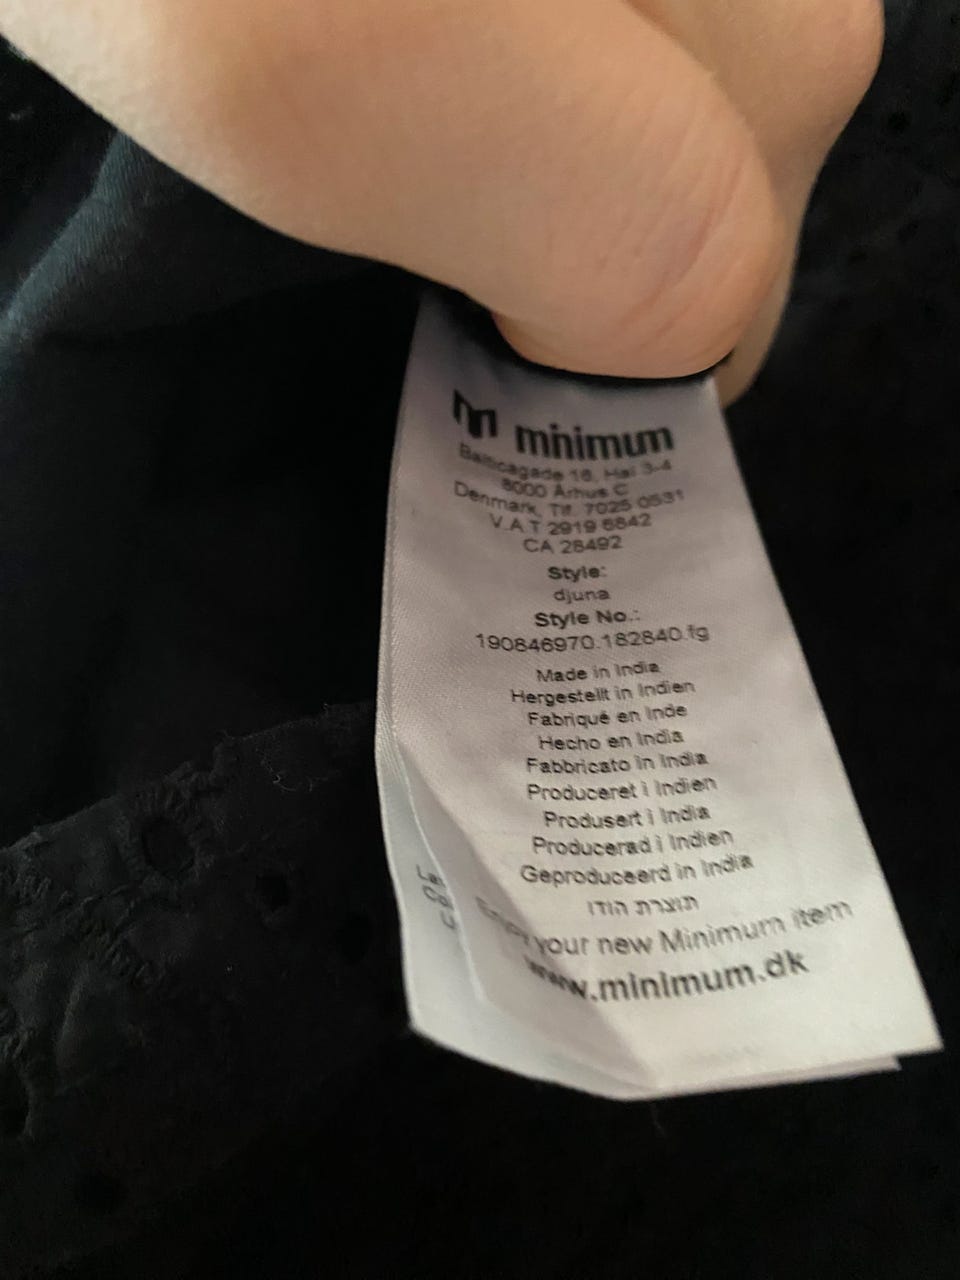 minimum
Balticagade 16, Hal 3-4
8000 Århus C
Denmark, Tlf. 7025 0531
V.A.T 2919 6842
CA 28492
Style:
djuna
Style No.:
190846970.182840.fg
Made in India
Hergestellt in Indien
Fabriqué en Inde
Hecho en India
Fabbricato in India
Produceret i Indien
Produsert i India
Producerad i Indien
Geproduceerd in India
תוצרת הודו
Enjoy your new Minimum item
www.minimum.dk